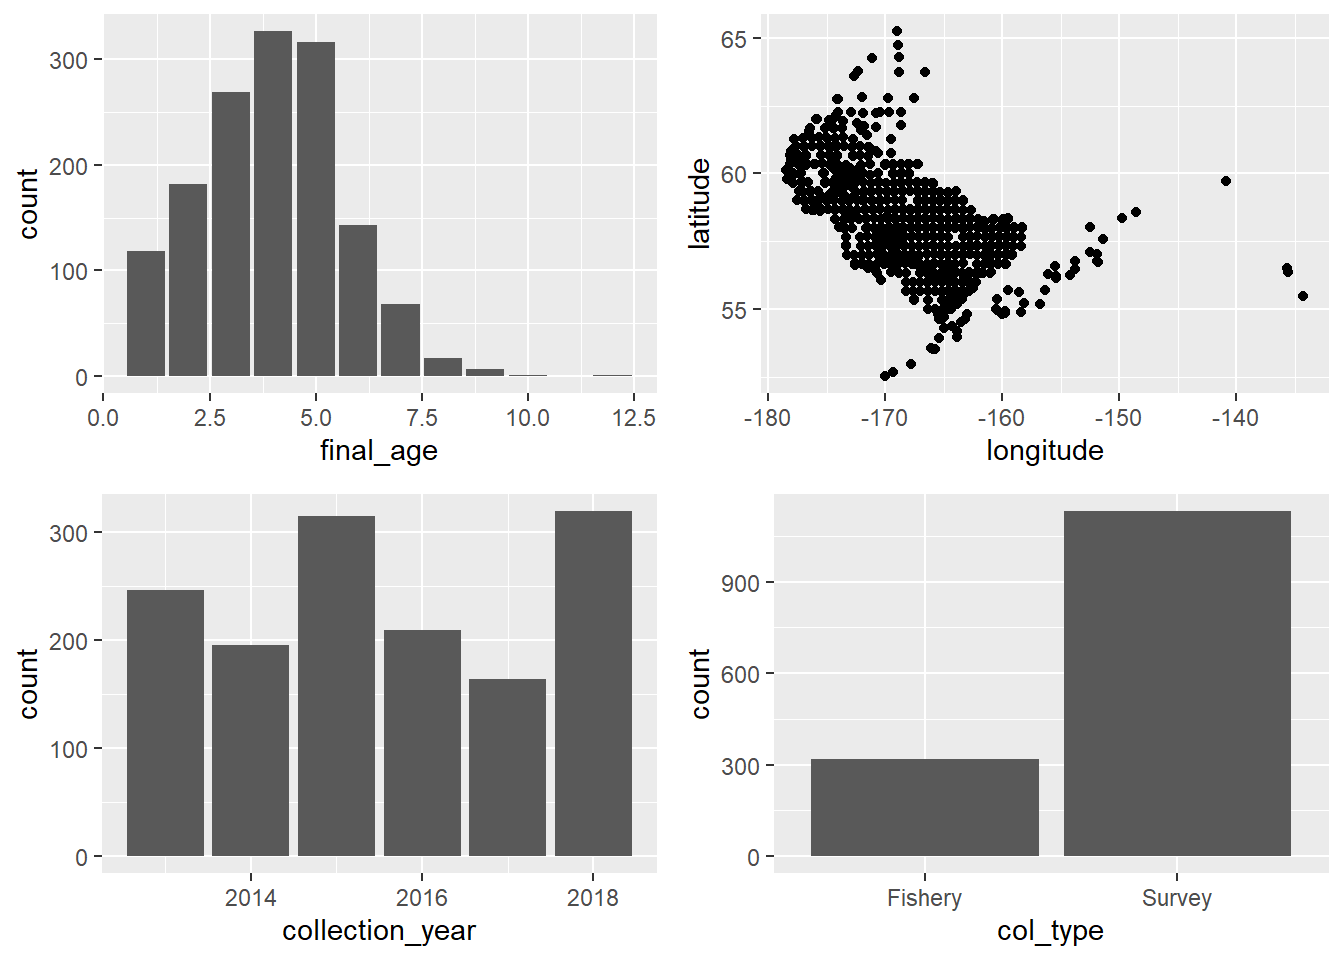 count
300
200
100
0
0.0 2.5 5.0 7.5 10.0 12.5
final_age
latitude
65
60
55
-180 -170 -160 -150 -140
longitude
count
300
200
100
0
2014 2016 2018
collection_year
count
900
600
300
0
Fishery Survey
col_type